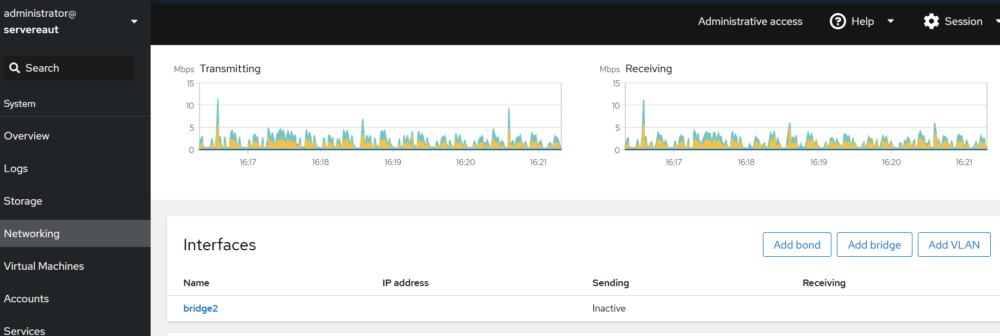 administrator@
servereaut
Administrative access
Help
Session
Search
System
Overview
Logs
Storage
Networking
Virtual Machines
Accounts
Services
Mbps Transmitting
15
10
5
0
16:17 16:18 16:19 16:20 16:21
Mbps Receiving
15
10
5
0
16:17 16:18 16:19 16:20 16:21
Interfaces
Add bond
Add bridge
Add VLAN
Name IP address Sending Receiving
bridge2 Inactive